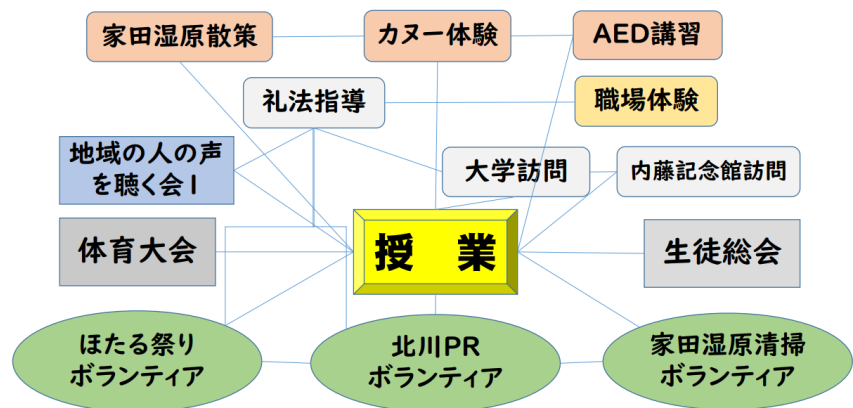 家田湿原散策
カヌー体験
AED講習
礼法指導
職場体験
地域の人の声
を聴く会Ⅰ
大学訪問
内藤記念館訪問
体育大会
授　業
生徒総会
ほたる祭り
ボランティア
北川PR
ボランティア
家田湿原清掃
ボランティア